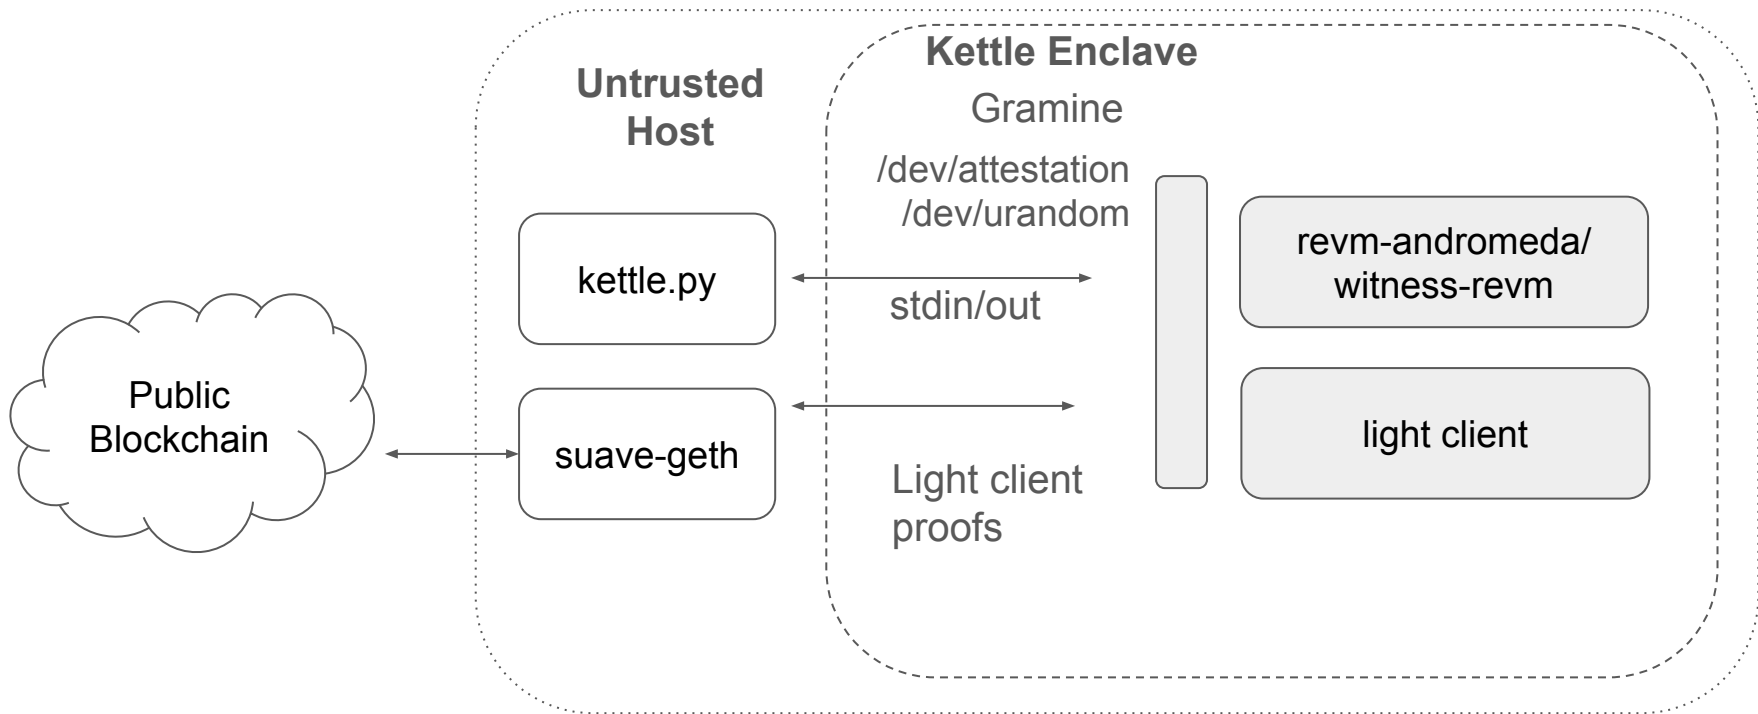 Kettle Enclave
Untrusted
Host
Gramine
/dev/attestation
/dev/urandom
kettle.py
stdin/out
revm-andromeda/
witness-revm
Public
Blockchain
suave-geth
Light client
proofs
light client